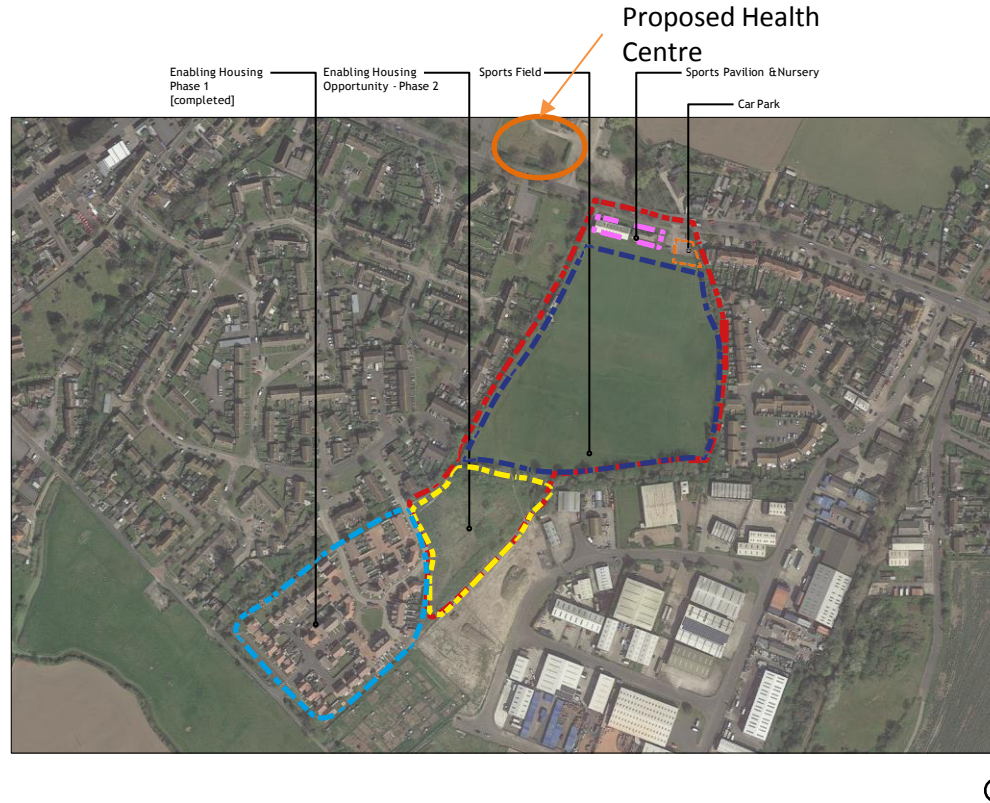 Proposed Health
Centre
Enabling Housing
Phase 1
[completed]
Enabling Housing
Opportunity - Phase 2
Sports Field
Sports Pavilion & Nursery
Car Park